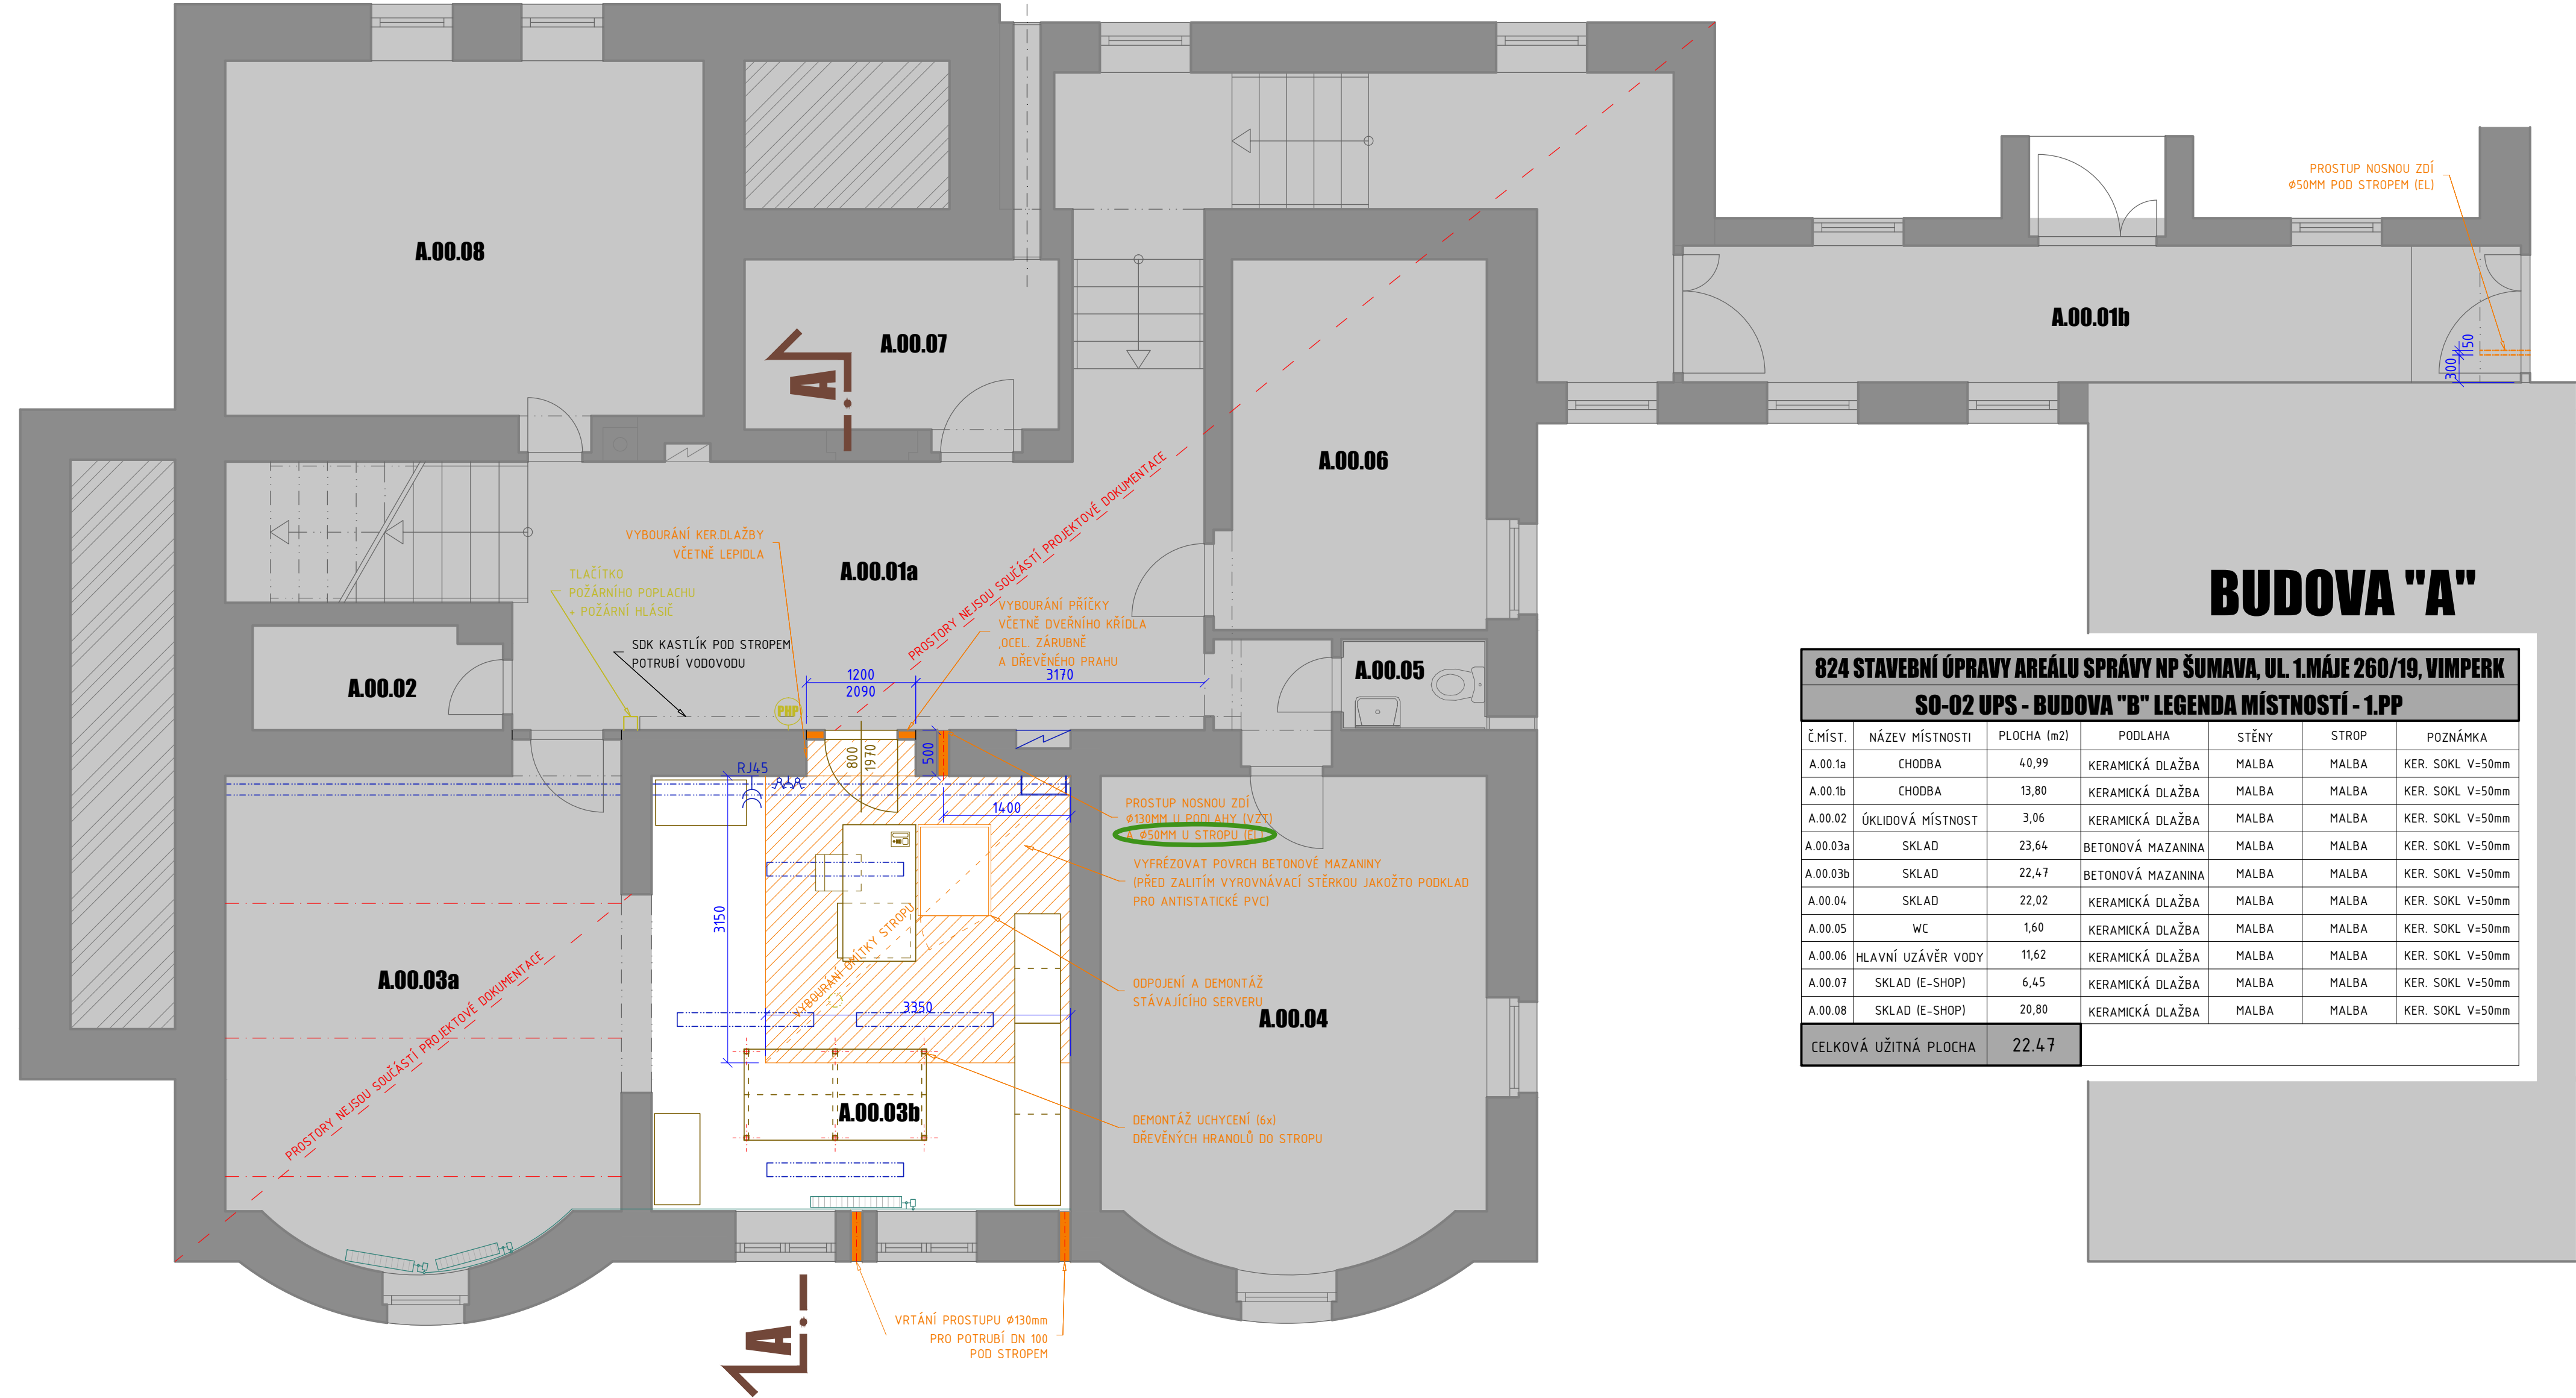 PROSTUP NOSNOU ZDÍ
Ø50MM POD STROPEM (EL)
A.00.08
A.00.07
A
A.00.01b
300
150
A.00.06
VYBOURÁNÍ KER.DLAŽBY
VČETNĚ LEPIDLA
A.00.01a
PROSTORY NEJSOU SOUČÁSTÍ PROJEKTOVÉ DOKUMENTACE
TLAČÍTKO
POŽÁRNÍHO POPLACHU
+ POŽÁRNÍ HLÁSIČ
VYBOURÁNÍ PŘÍČKY
VČETNĚ DVEŘNÍHO KŘÍDLA
,OCEL. ZÁRUBNĚ
A DŘEVĚNÉHO PRAHU
SDK KASTLÍK POD STROPEM
POTRUBÍ VODOVODU
A.00.02
1200
2090
3170
A.00.05
PHP
800
1970
500
RJ45
1400
PROSTUP NOSNOU ZDÍ
Ø130MM U PODLAHY (VZT)
A Ø50MM U STROPU (EL)
VYFRÉZOVAT POVRCH BETONOVÉ MAZANINY
(PŘED ZALITÍM VYROVNÁVACÍ STĚRKOU JAKOŽTO PODKLAD
PRO ANTISTATICKÉ PVC)
3150
VYBOURÁNÍ OMÍTKY STROPU
A.00.03a
PROSTORY NEJSOU SOUČÁSTÍ PROJEKTOVÉ DOKUMENTACE
ODPOJENÍ A DEMONTÁŽ
STÁVAJÍCÍHO SERVERU
3350
A.00.04
A.00.03b
DEMONTÁŽ UCHYCENÍ (6x)
DŘEVĚNÝCH HRANOLŮ DO STROPU
VRTÁNÍ PROSTUPU Ø130mm
PRO POTRUBÍ DN 100
POD STROPEM
A
BUDOVA "A"
824 STAVEBNÍ ÚPRAVY AREÁLU SPRÁVY NP ŠUMAVA, UL. 1.MÁJE 260/19, VIMPERK
SO-02 UPS - BUDOVA "B" LEGENDA MÍSTNOSTÍ - 1.PP
Č.MÍST. NÁZEV MÍSTNOSTI PLOCHA (m2) PODLAHA STĚNY STROP POZNÁMKA
A.00.1a CHODBA 40,99 KERAMICKÁ DLAŽBA MALBA MALBA KER. SOKL V=50mm
A.00.1b CHODBA 13,80 KERAMICKÁ DLAŽBA MALBA MALBA KER. SOKL V=50mm
A.00.02 ÚKLIDOVÁ MÍSTNOST 3,06 KERAMICKÁ DLAŽBA MALBA MALBA KER. SOKL V=50mm
A.00.03a SKLAD 23,64 BETONOVÁ MAZANINA MALBA MALBA KER. SOKL V=50mm
A.00.03b SKLAD 22,47 BETONOVÁ MAZANINA MALBA MALBA KER. SOKL V=50mm
A.00.04 SKLAD 22,02 KERAMICKÁ DLAŽBA MALBA MALBA KER. SOKL V=50mm
A.00.05 WC 1,60 KERAMICKÁ DLAŽBA MALBA MALBA KER. SOKL V=50mm
A.00.06 HLAVNÍ UZÁVĚR VODY 11,62 KERAMICKÁ DLAŽBA MALBA MALBA KER. SOKL V=50mm
A.00.07 SKLAD (E-SHOP) 6,45 KERAMICKÁ DLAŽBA MALBA MALBA KER. SOKL V=50mm
A.00.08 SKLAD (E-SHOP) 20,80 KERAMICKÁ DLAŽBA MALBA MALBA KER. SOKL V=50mm
CELKOVÁ UŽITNÁ PLOCHA 22.47